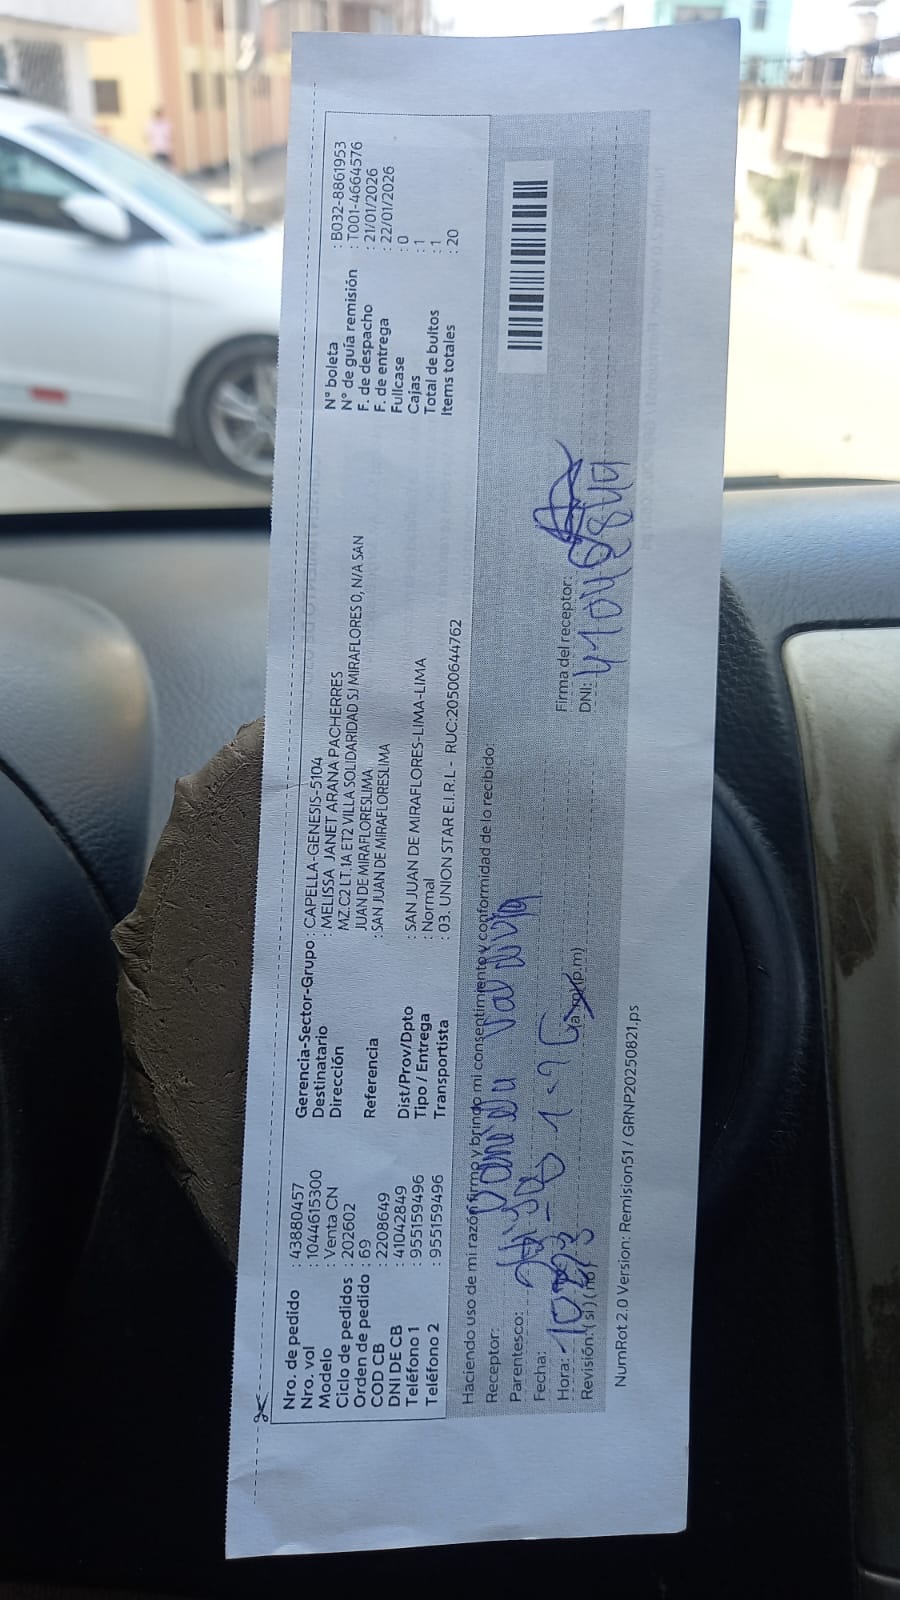 Nro. de pedido : 43880457
Nro. vol : 1044615300
Modelo : Venta CN
Ciclo de pedidos : 202602
Orden de pedido : 69
COD CB : 2208649
DNI DE CB : 41042849
Teléfono 1 : 955159496
Teléfono 2 : 955159496
Gerencia-Sector-Grupo : CAPELLA-GENESIS-5104
Destinatario : MELISSA JANET ARANA PACHERRES
Dirección MZ.C2 LT.1A ET2 VILLA SOLIDARIDAD SJ MIRAFLORES 0, N/A SAN
JUAN DE MIRAFLORESLIMA
Referencia : SAN JUAN DE MIRAFLORESLIMA
Dist/Prov/Dpto : SAN JUAN DE MIRAFLORES-LIMA-LIMA
Tipo / Entrega : Normal
Transportista : 03. UNION STAR E.I.R.L - RUC:20500644762
N° boleta : B032-8861953
N° de guía remisión : T001-4664576
F. de despacho : 21/01/2026
F. de entrega : 22/01/2026
Fullcase : 0
Cajas : 1
Total de bultos : 1
Items totales : 20
Haciendo uso de mi razón firmo y brindo mi consentimiento y conformidad de lo recibido:
Receptor: Daniela Valdivia
Parentesco:
Fecha:
Hora: (a.m) (p.m)
Revisión: (si) (no)
Firma del receptor:
DNI:
NumRot 2.0 Version: Remision51 / GRNP20250821.ps